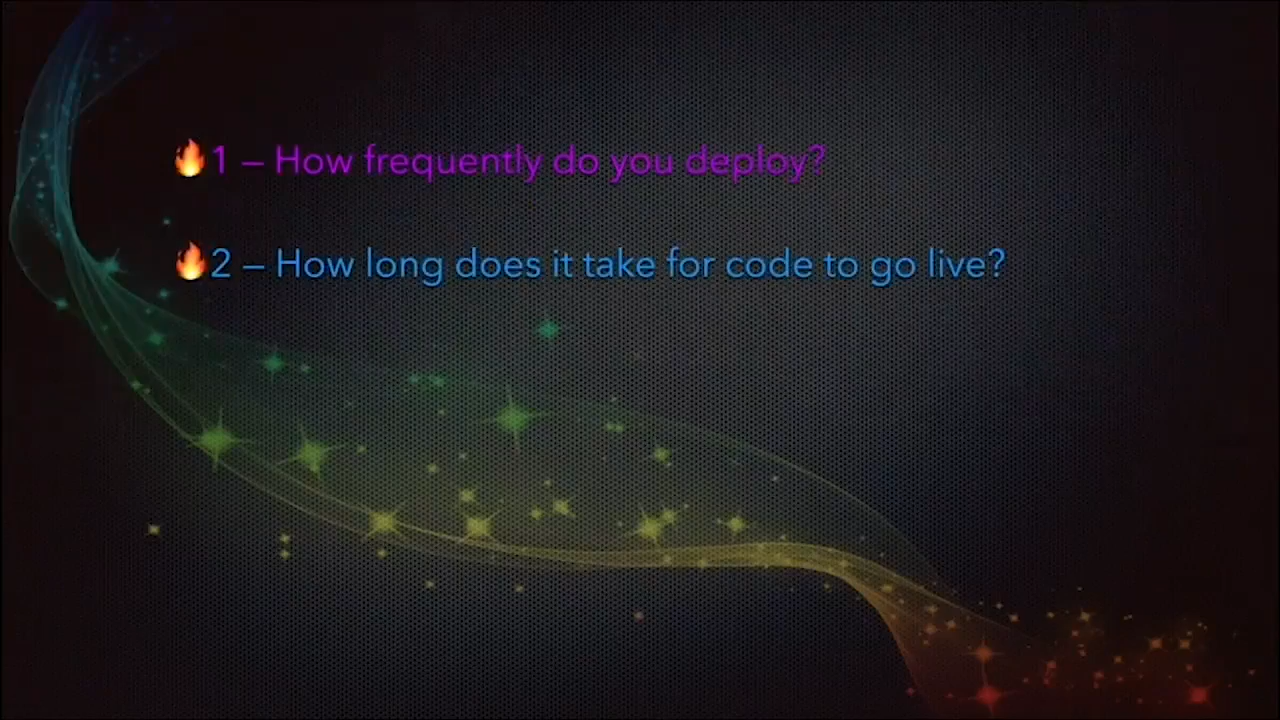 🔥1 – How frequently do you deploy?
🔥2 – How long does it take for code to go live?